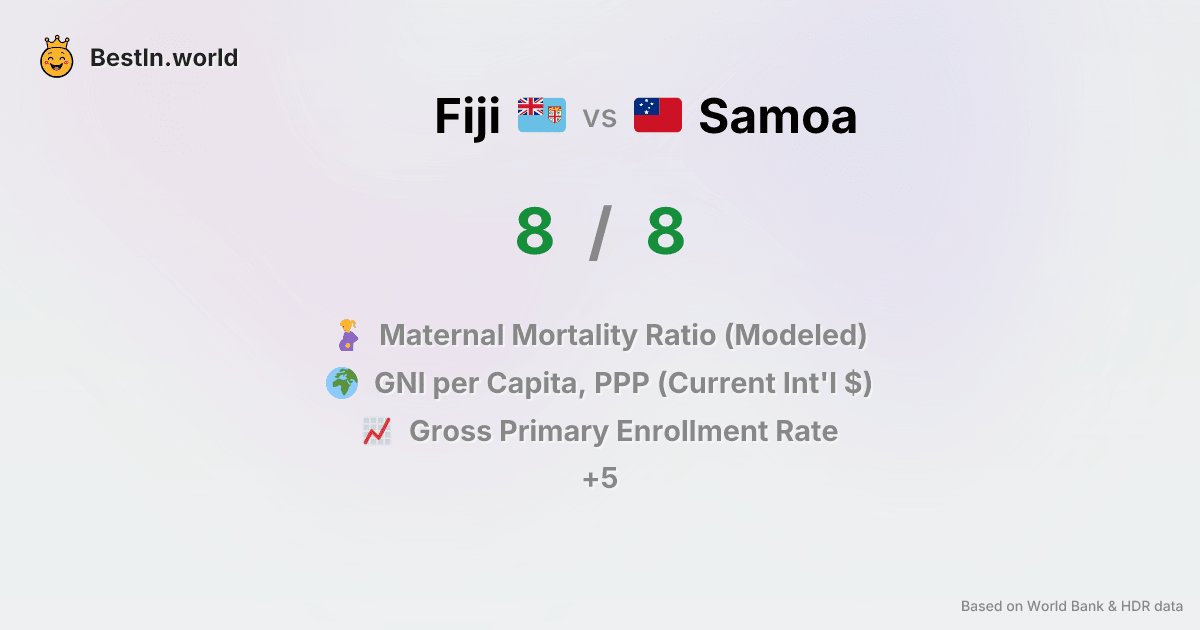 BestIn.world
Fiji vs Samoa
8 / 8
Maternal Mortality Ratio (Modeled)
GNI per Capita, PPP (Current Int'l $)
Gross Primary Enrollment Rate
+5
Based on World Bank & HDR data